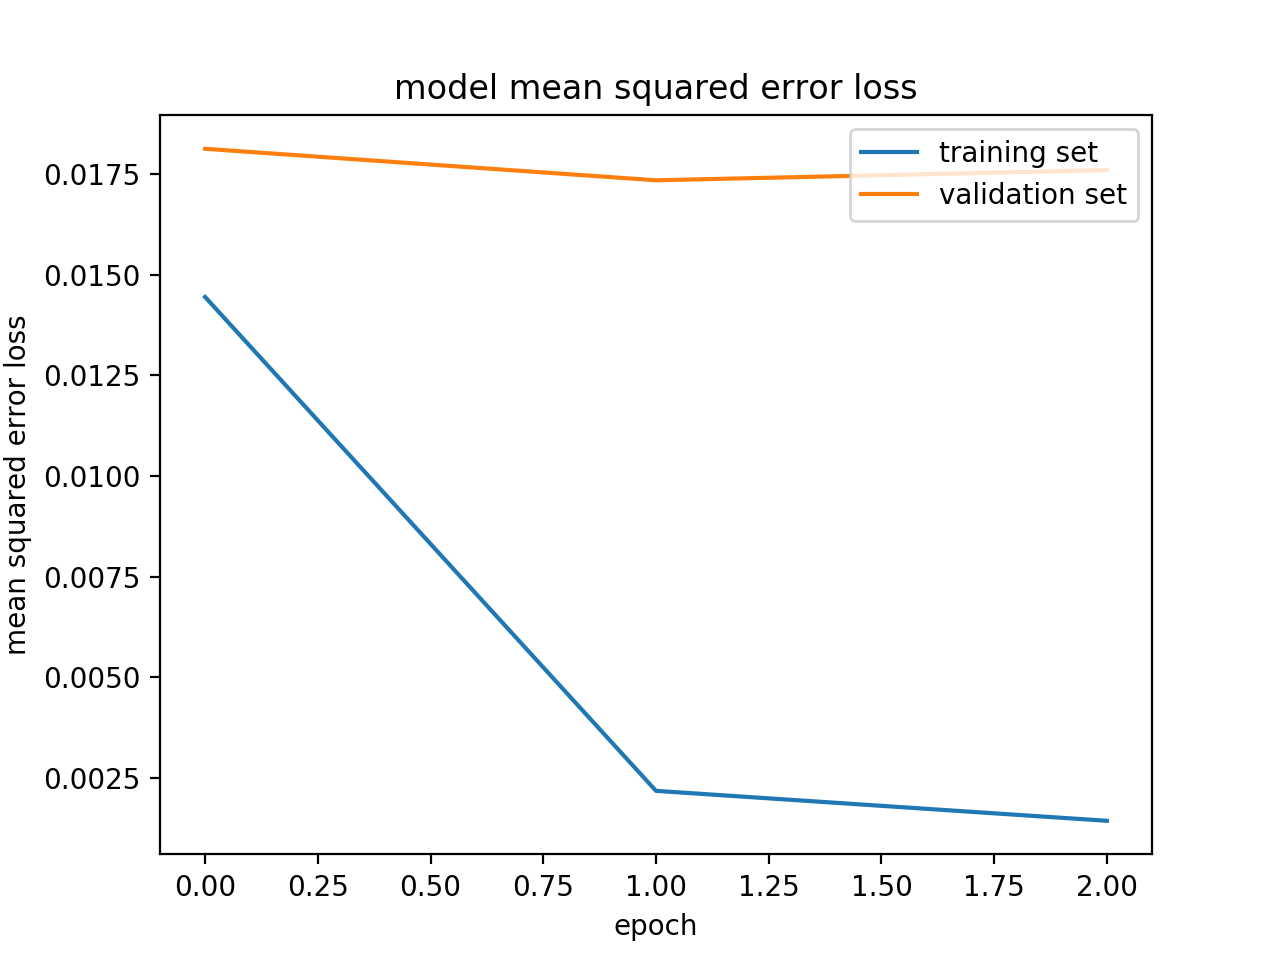 model mean squared error loss
training set
validation set
0.0175
0.0150
0.0125
0.0100
0.0075
0.0050
0.0025
mean squared error loss
0.00 0.25 0.50 0.75 1.00 1.25 1.50 1.75 2.00
epoch